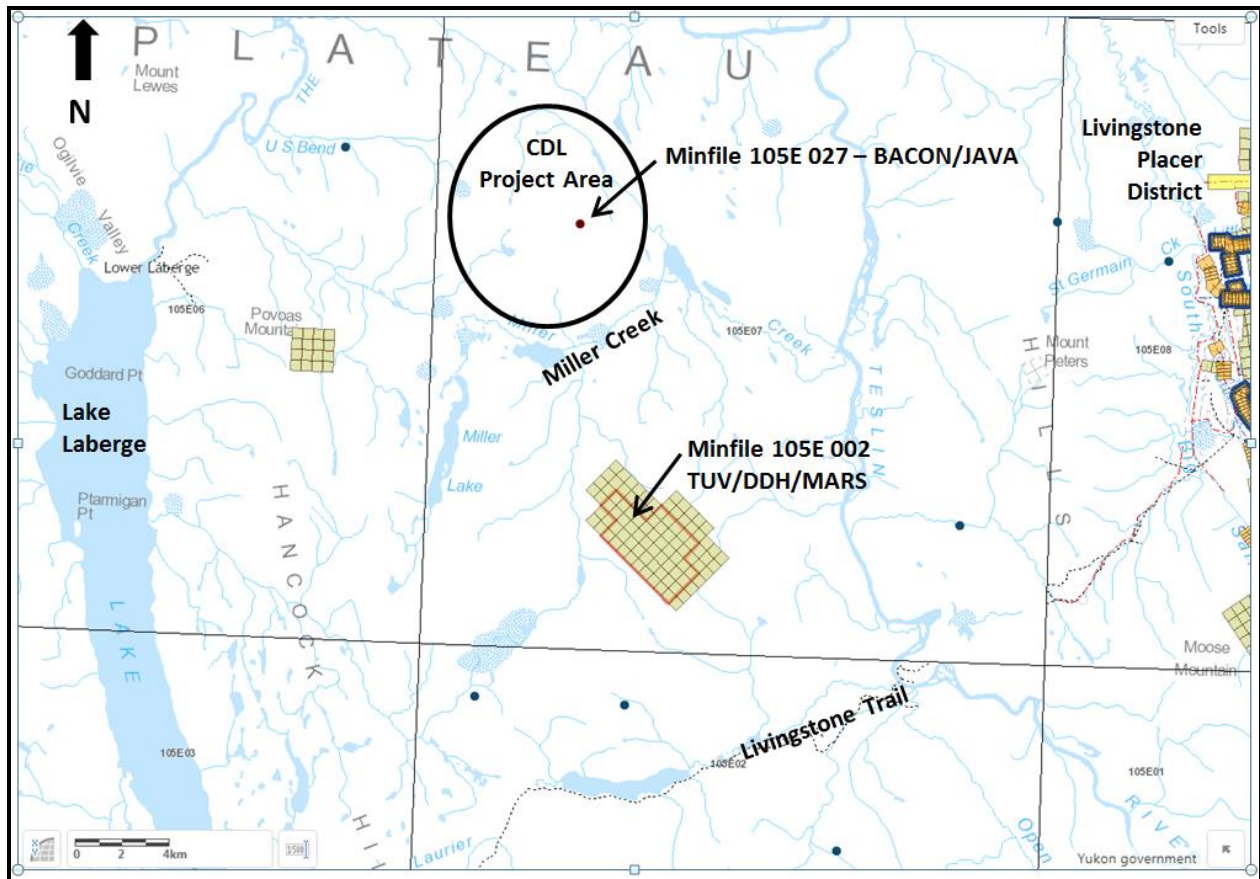 Tools
PLATEAU
Mount
Lewes
N
THE
U S Bend
Ogilvie
Valley
Creek
CDL
Project Area
Minfile 105E 027 – BACON/JAVA
Livingstone
Placer
District
Lower Laberge
105E06
Povoas
Mountain
Miller
Creek
105E07
Miller Creek
St Germain Ck
South
Mount
Peters
105E08
Goddard Pt
Lake
Laberge
Miller
Lake
TESLIN
HILLS
Big
Minfile 105E 002
TUV/DDH/MARS
Ptarmigan
Pt
HANCOCK
LAKE
Moose
Mountain
Livingstone Trail
105E03
105E02
105E01
RIVER
Open
Laurier
0 2 4km
Yukon government